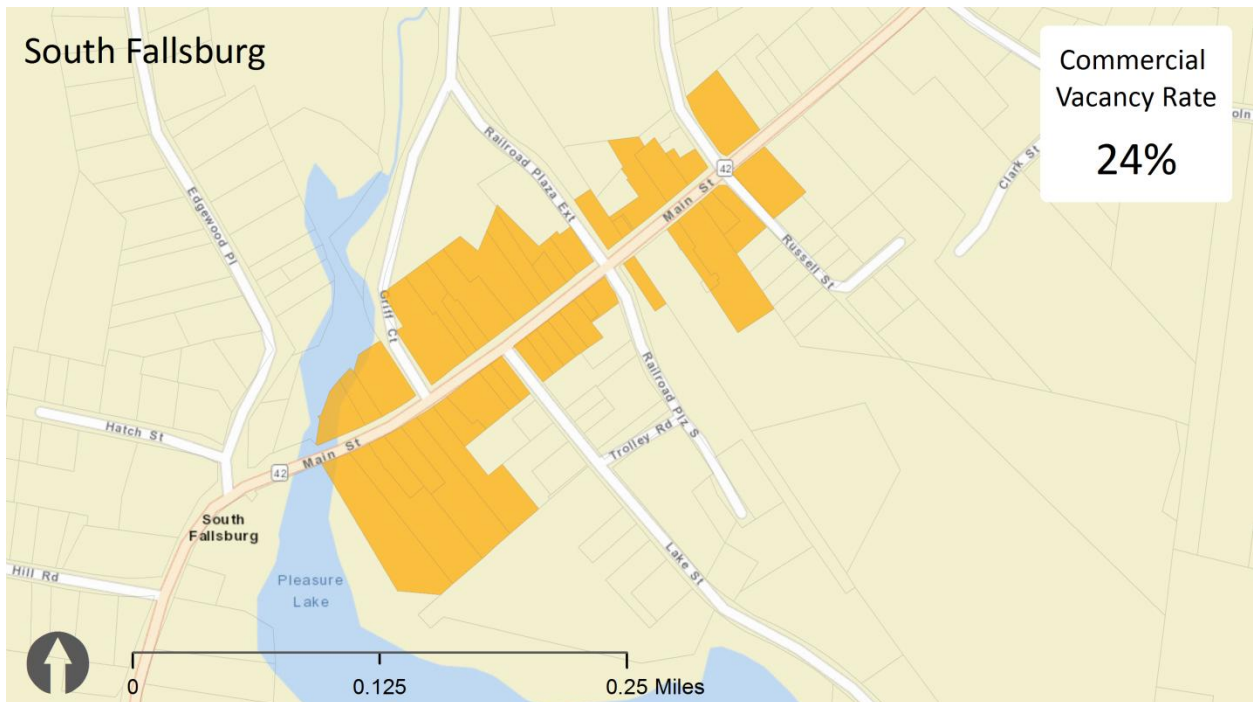 South Fallsburg
Commercial
Vacancy Rate
24%
oln
Clark St
42
Main St
Railroad Plaza Ext
Russell St
Edgewood Pl
Griff Ct
Railroad Plz S
Hatch St
Trolley Rd
42
Main St
South
Fallsburg
Lake St
Hill Rd
Pleasure
Lake
0
0.125
0.25 Miles